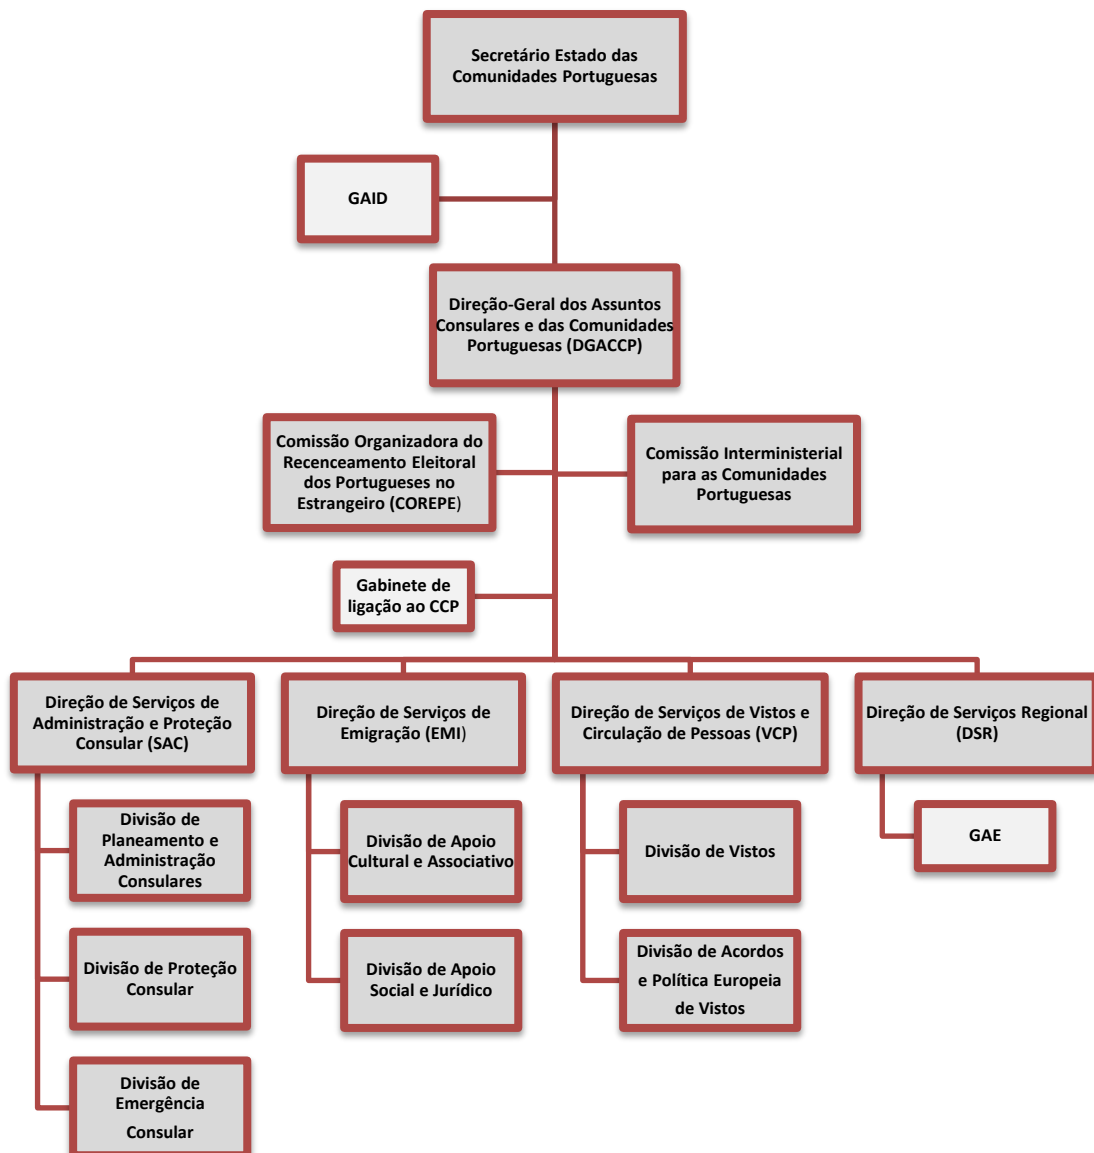 Secretário Estado das
Comunidades Portuguesas
GAID
Direção-Geral dos Assuntos
Consulares e das Comunidades
Portuguesas (DGACCP)
Comissão Organizadora do
Recenceamento Eleitoral
dos Portugueses no
Estrangeiro (COREPE)
Comissão Interministerial
para as Comunidades
Portuguesas
Gabinete de
ligação ao CCP
Direção de Serviços de
Administração e Proteção
Consular (SAC)
Direção de Serviços de
Emigração (EMI)
Direção de Serviços de Vistos e
Circulação de Pessoas (VCP)
Direção de Serviços Regional
(DSR)
Divisão de
Planeamento e
Administração
Consulares
Divisão de Apoio
Cultural e Associativo
Divisão de Vistos
GAE
Divisão de Proteção
Consular
Divisão de Apoio
Social e Jurídico
Divisão de Acordos
e Política Europeia
de Vistos
Divisão de
Emergência
Consular